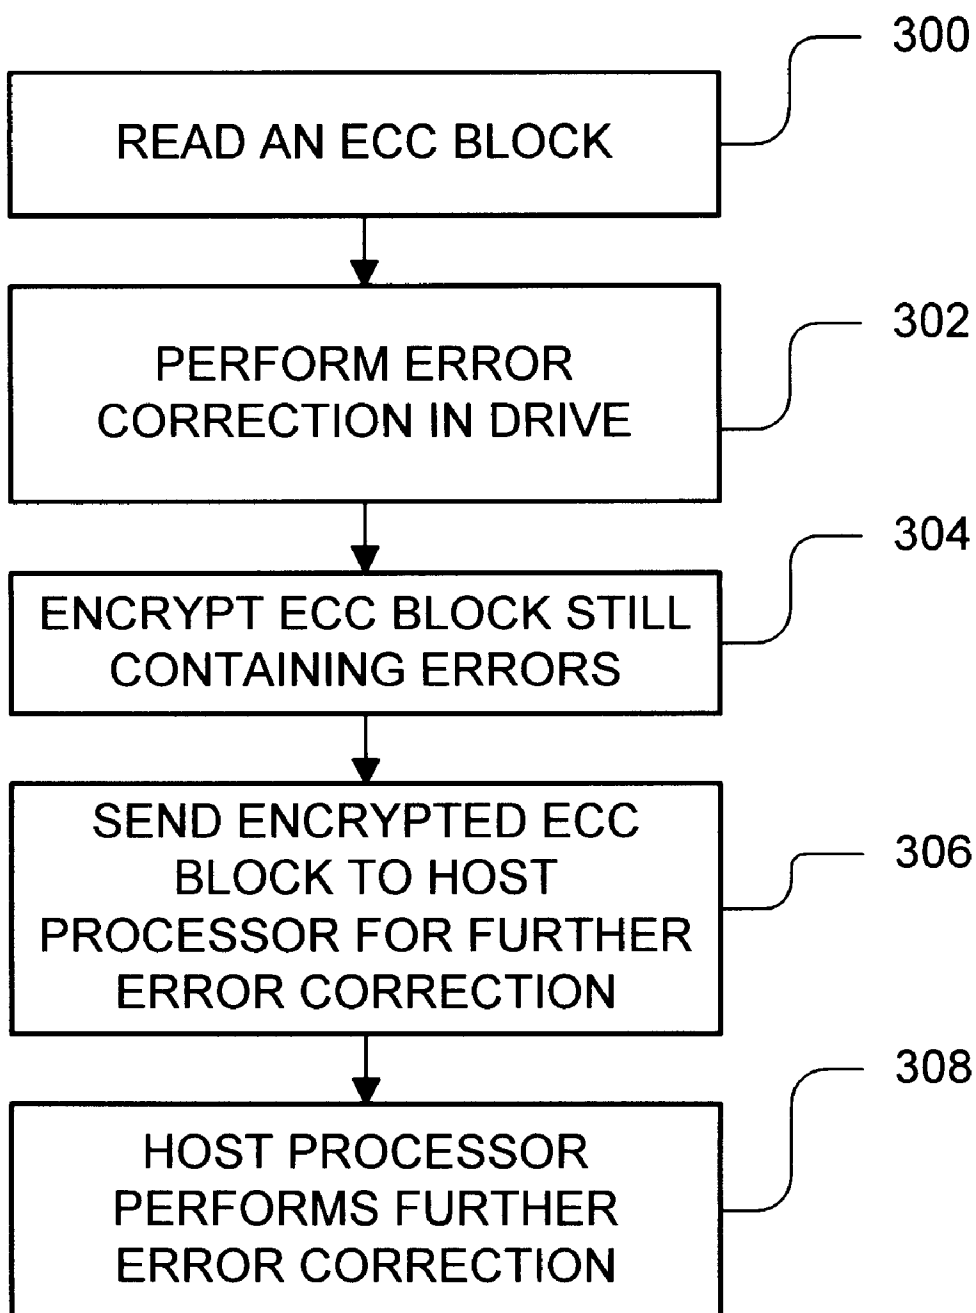 300
READ AN ECC BLOCK
302
PERFORM ERROR
CORRECTION IN DRIVE
304
ENCRYPT ECC BLOCK STILL
CONTAINING ERRORS
SEND ENCRYPTED ECC
BLOCK TO HOST
306
PROCESSOR FOR FURTHER
ERROR CORRECTION
308
HOST PROCESSOR
PERFORMS FURTHER
ERROR CORRECTION